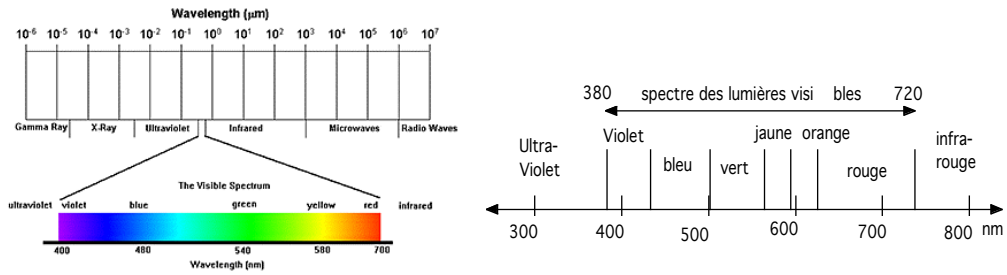 Wavelength (µm)
10-6 10-5 10-4 10-3 10-2 10-1 100 101 102 103 104 105 106 107
Gamma Ray X-Ray Ultraviolet Infrared Microwaves Radio Waves
The Visible Spectrum
ultraviolet violet blue green yellow red infrared
400 480 540 580 700
Wavelength (nm)
380 spectre des lumières visi bles 720
Ultra-
Violet
Violet
bleu
vert
jaune orange
rouge
infra-
rouge
300 400 500 600 700 800 nm